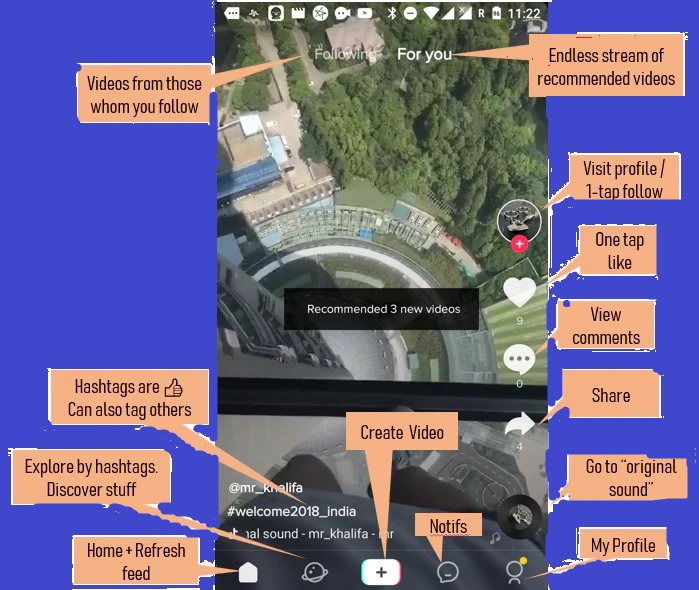 R 96 11:22
Following For you
Endless stream of
recommended videos
Videos from those
whom you follow
Visit profile /
1-tap follow
One tap
like
Recommended 3 new videos
9
View
comments
0
Hashtags are 👍
Can also tag others
Share
Create Video
4
Explore by hashtags.
Discover stuff
Go to “original
sound”
@mr_khalifa
#welcome2018_india
nal sound - mr_khalifa - mr
Notifs
My Profile
Home + Refresh
feed